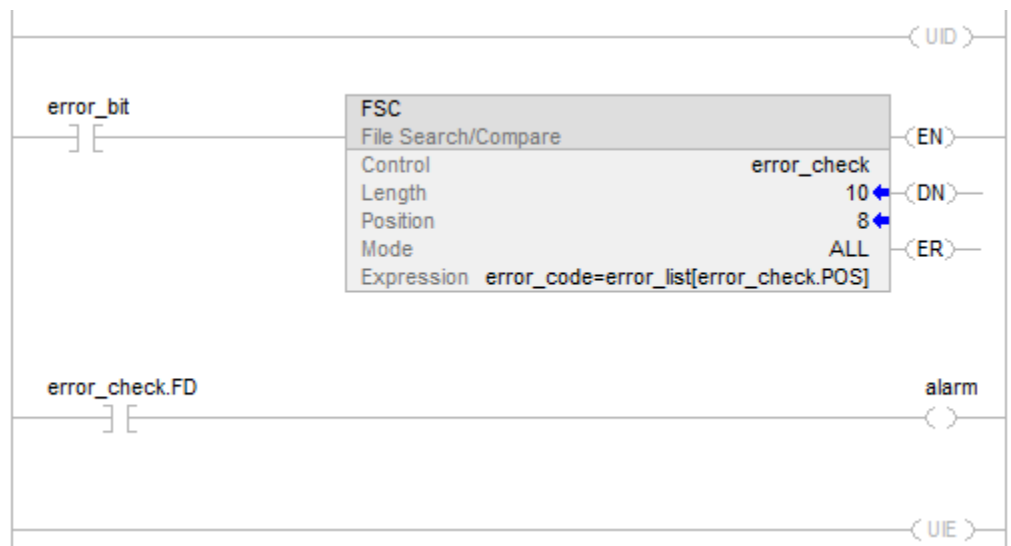 UID
error_bit
FSC
File Search/Compare
EN
Control error_check
Length 10
DN
Position 8
Mode ALL
ER
Expression error_code=error_list[error_check.POS]
error_check.FD
alarm
UIE